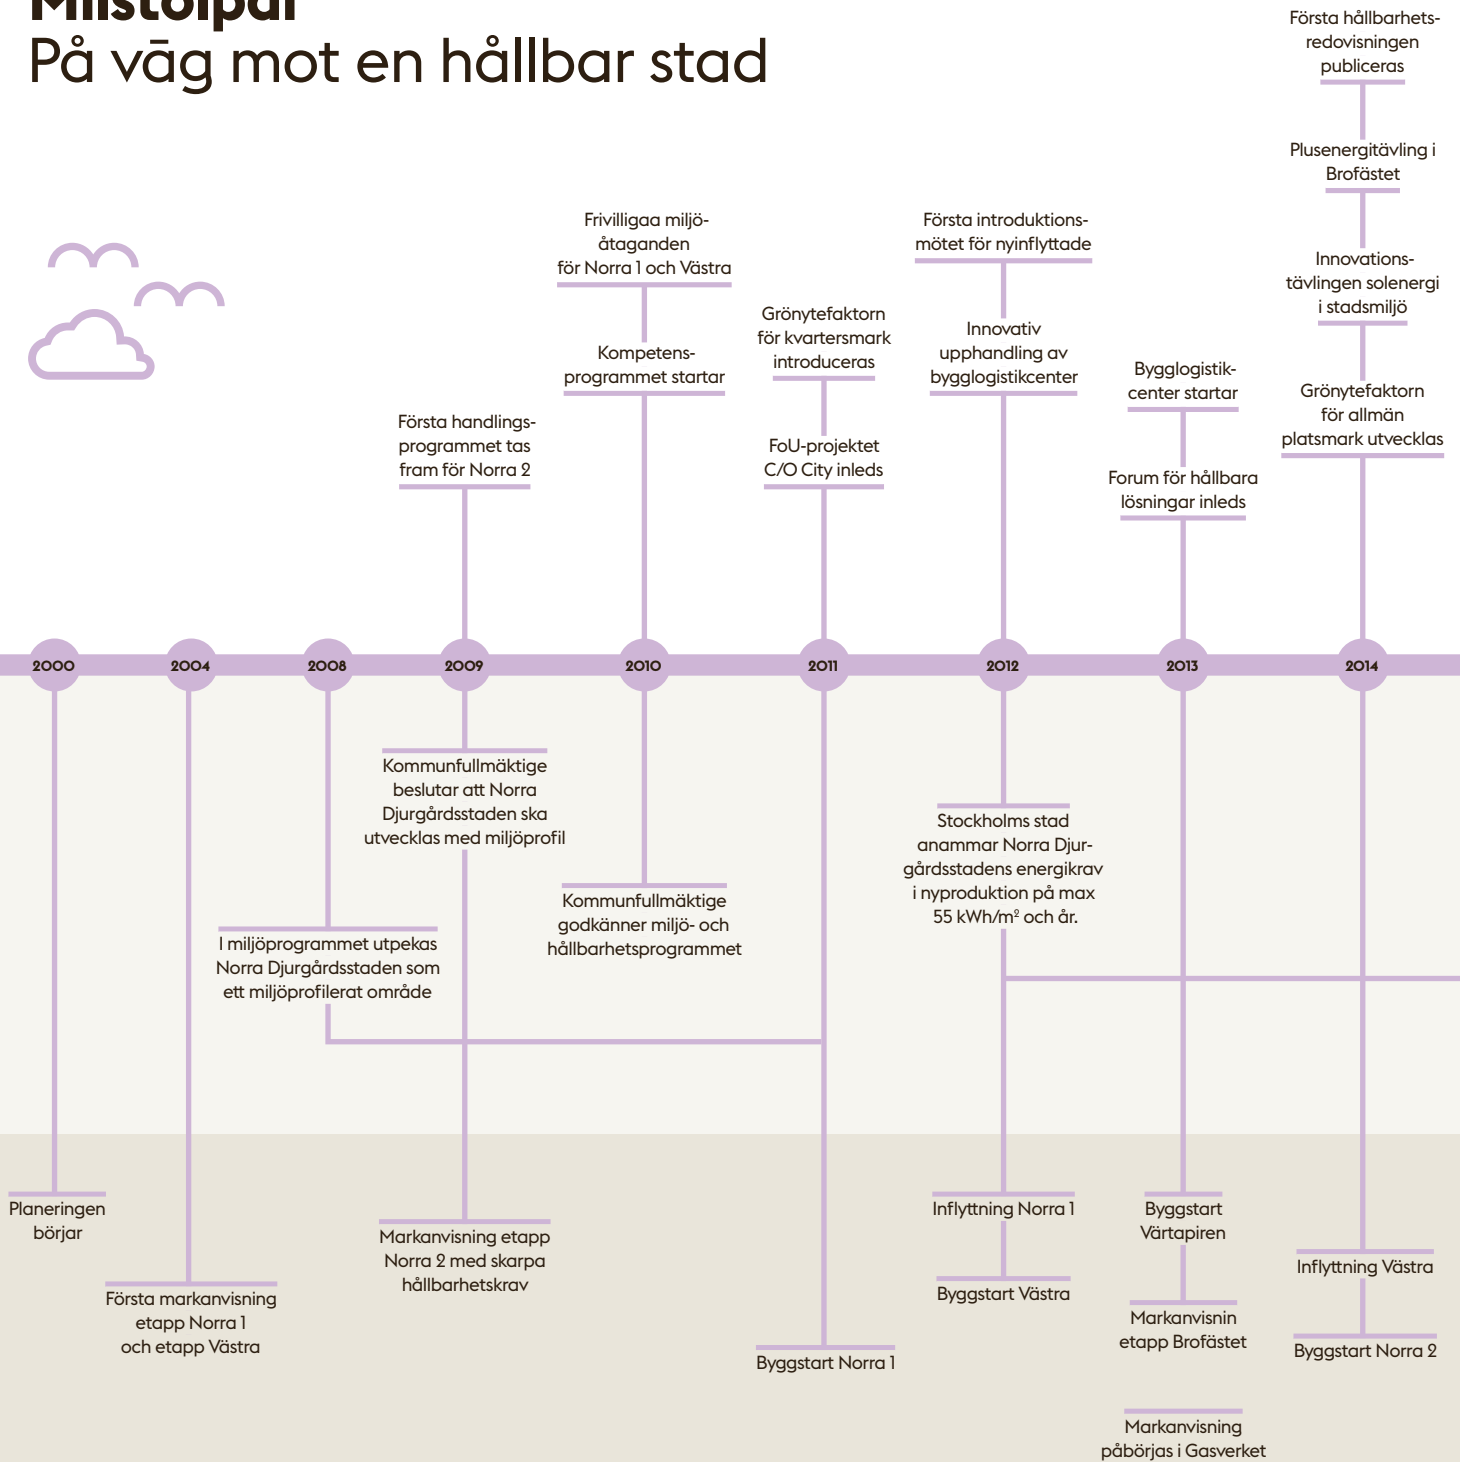 Milstolpar
På väg mot en hållbar stad
Första hållbarhets-
redovisningen
publiceras
Plusenergitävling i
Brofästet
Innovations-
tävlingen solenergi
i stadsmiljö
Grönytefaktorn
för allmän
platsmark utvecklas
Frivilligaa miljö-
åtaganden
för Norra 1 och Västra
Kompetens-
programmet startar
Första introduktions-
mötet för nyinflyttade
Innovativ
upphandling av
bygglogistikcenter
Grönytefaktorn
för kvartersmark
introduceras
FoU-projektet
C/O City inleds
Bygglogistik-
center startar
Forum för hållbara
lösningar inleds
Första handlings-
programmet tas
fram för Norra 2
2000
2004
2008
2009
2010
2011
2012
2013
2014
Kommunfullmäktige
beslutar att Norra
Djurgårdsstaden ska
utvecklas med miljöprofil
Stockholms stad
anammar Norra Djur-
gårdsstadens energikrav
i nyproduktion på max
55 kWh/m² och år.
Kommunfullmäktige
godkänner miljö- och
hållbarhetsprogrammet
I miljöprogrammet utpekas
Norra Djurgårdsstaden som
ett miljöprofilerat område
Planeringen
börjar
Första markanvisning
etapp Norra 1
och etapp Västra
Markanvisning etapp
Norra 2 med skarpa
hållbarhetskrav
Byggstart Norra 1
Inflyttning Norra 1
Byggstart Västra
Byggstart
Värtapiren
Markanvisnin
etapp Brofästet
Markanvisning
påbörjas i Gasverket
Inflyttning Västra
Byggstart Norra 2